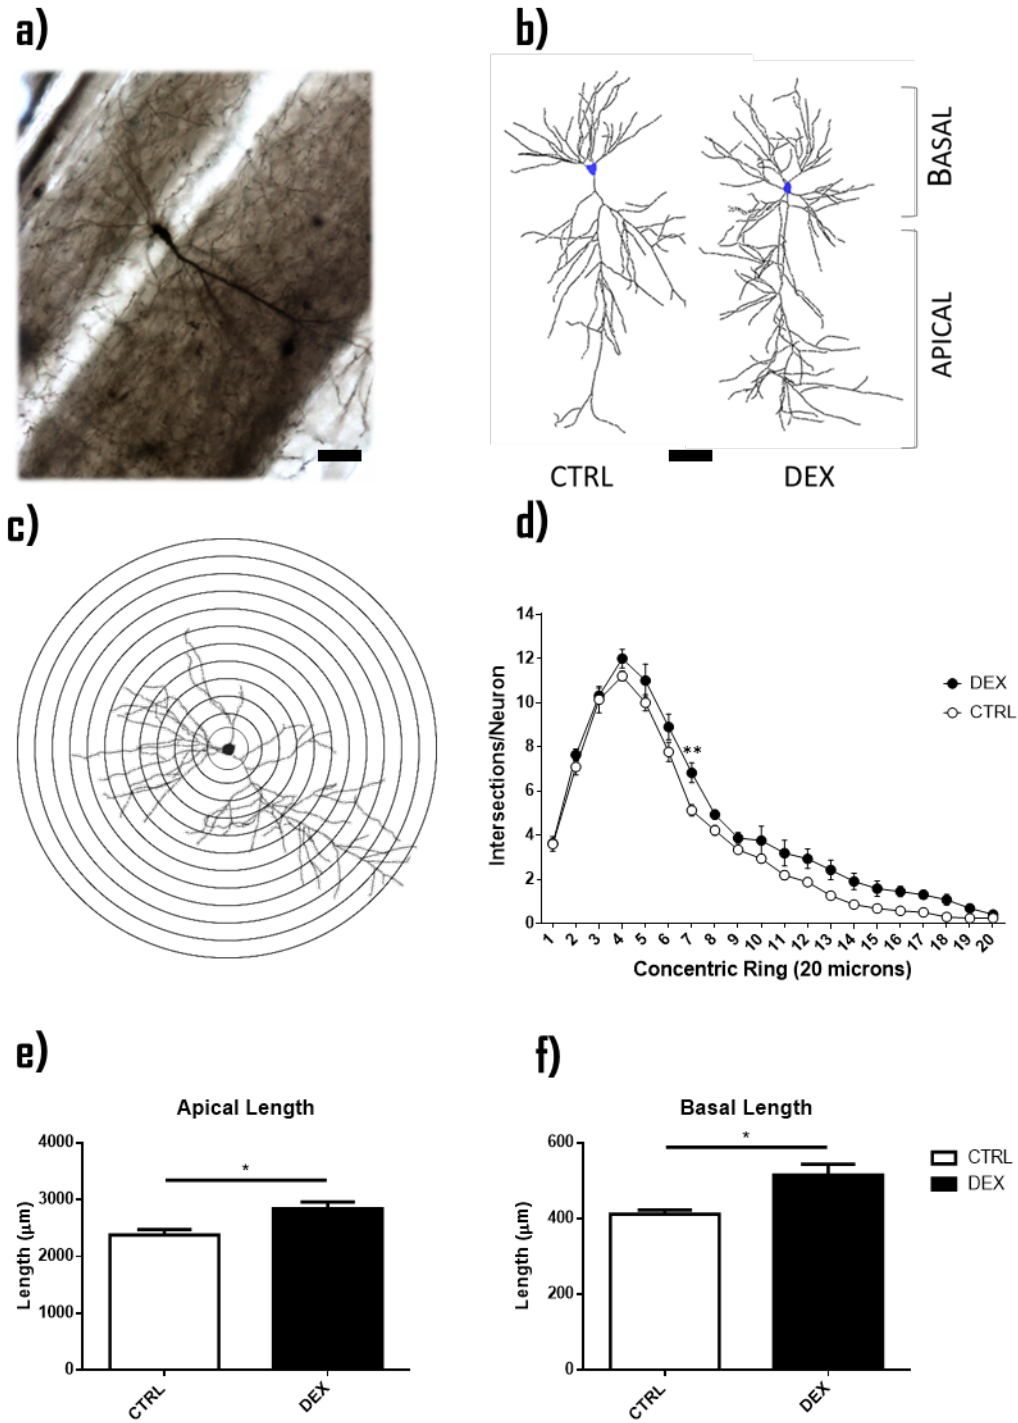 a)
b)
BASAL
APICAL
CTRL
DEX
c)
d)
14
12
10
8
6
4
2
0
Intersections/Neuron
**
DEX
CTRL
1 2 3 4 5 6 7 8 9 10 11 12 13 14 15 16 17 18 19 20
Concentric Ring (20 microns)
e)
Apical Length
4000
3000
2000
1000
0
Length (µm)
*
CTRL
DEX
f)
Basal Length
600
400
200
0
Length (µm)
*
CTRL
DEX
CTRL
DEX